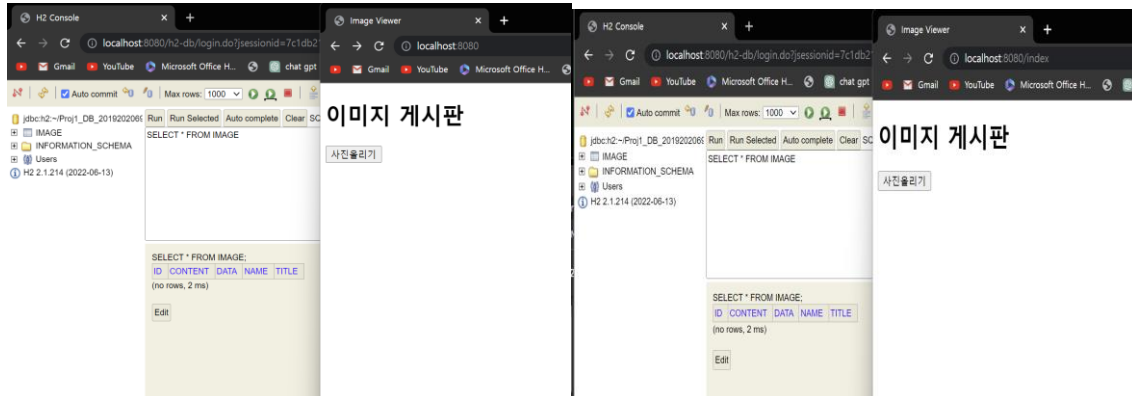 H2 Console
localhost:8080/h2-db/login.do?jsessionid=7c1db2
Gmail YouTube Microsoft Office H... chat gpt
Auto commit Max rows: 1000
jdbc:h2:~/Proj1_DB_2019202069
IMAGE
INFORMATION_SCHEMA
Users
H2 2.1.214 (2022-06-13)
Run Run Selected Auto complete Clear SQ
SELECT * FROM IMAGE
SELECT * FROM IMAGE;
ID CONTENT DATA NAME TITLE
(no rows, 2 ms)
Edit
Image Viewer
localhost:8080
Gmail YouTube Microsoft Office H...
이미지 게시판
사진올리기
H2 Console
localhost:8080/h2-db/login.do?jsessionid=7c1db2
Gmail YouTube Microsoft Office H... chat gpt
Auto commit Max rows: 1000
jdbc:h2:~/Proj1_DB_2019202069
IMAGE
INFORMATION_SCHEMA
Users
H2 2.1.214 (2022-06-13)
Run Run Selected Auto complete Clear SQ
SELECT * FROM IMAGE
SELECT * FROM IMAGE;
ID CONTENT DATA NAME TITLE
(no rows, 2 ms)
Edit
Image Viewer
localhost:8080/index
Gmail YouTube Microsoft Office H...
이미지 게시판
사진올리기